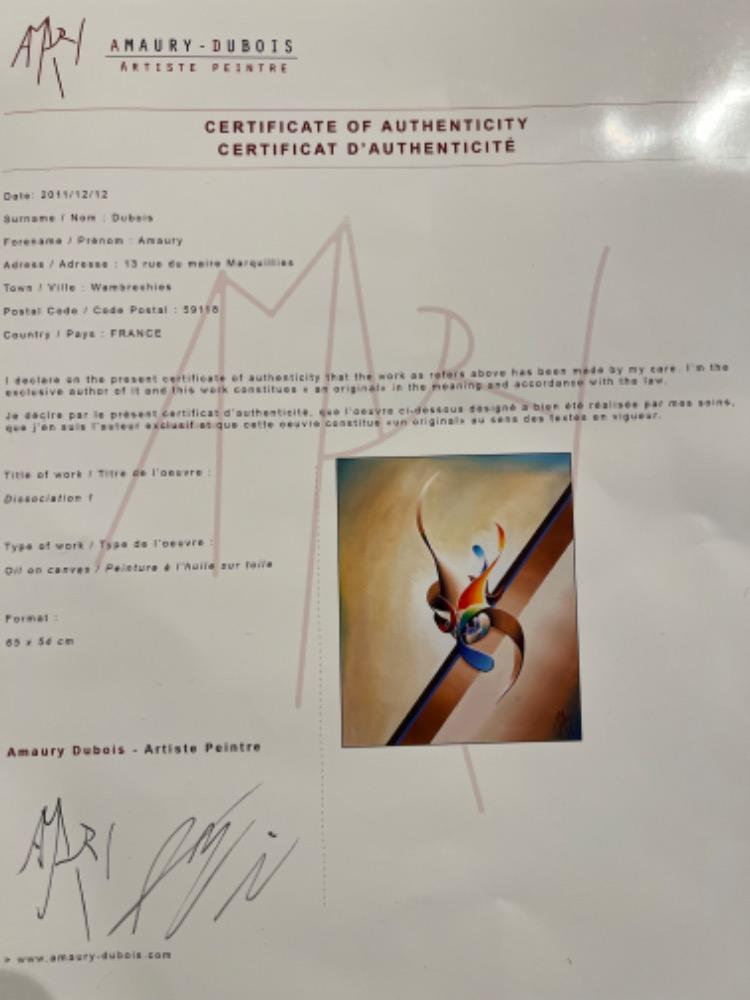 AMAURY-DUBOIS
ARTISTE PEINTRE
CERTIFICATE OF AUTHENTICITY
CERTIFICAT D'AUTHENTICITÉ
Date: 2011/12/12
Surname / Nom : Dubois
Forename / Prénom : Amaury
Adress / Adresse : 13 rue du maire Marquillies
Town / Ville : Wambrechies
Postal Code / Code Postal : 59118
Country / Pays : FRANCE
I declare on the present certificate of authenticity that the work as refers above has been made by my care. I'm the
exclusive author of it and this work constitues « an original» in the meaning and accordance with the law.
Je déclre par le présent certificat d'authenticité, que l'oeuvre ci-dessous désigné a bien été réalisée par mes soins,
que j'en suis l'auteur exclusif et que cette oeuvre constitue «un original» au sens des textes en vigueur.
Title of work / Titre de l'oeuvre :
Dissociation 1
Type of work / Type de l'oeuvre :
Oil on canvas / Peinture à l'huile sur toile
Format :
65 x 54 cm
Amaury Dubois - Artiste Peintre
> www.amaury-dubois.com